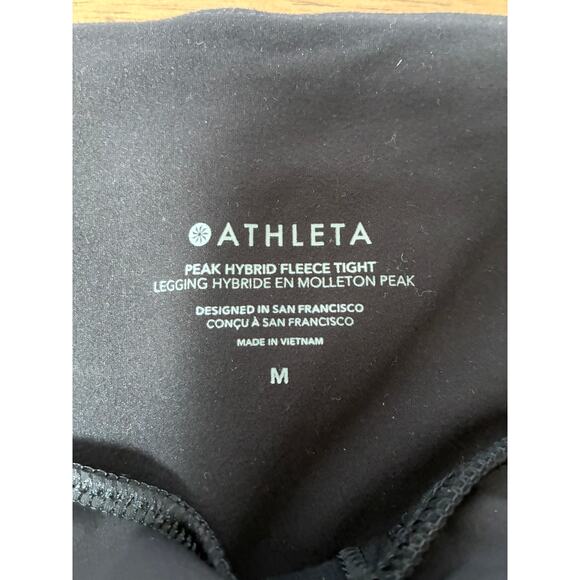 ATHLETA
PEAK HYBRID FLEECE TIGHT
LEGGING HYBRIDE EN MOLLETON PEAK
DESIGNED IN SAN FRANCISCO
CONÇU À SAN FRANCISCO
MADE IN VIETNAM
M